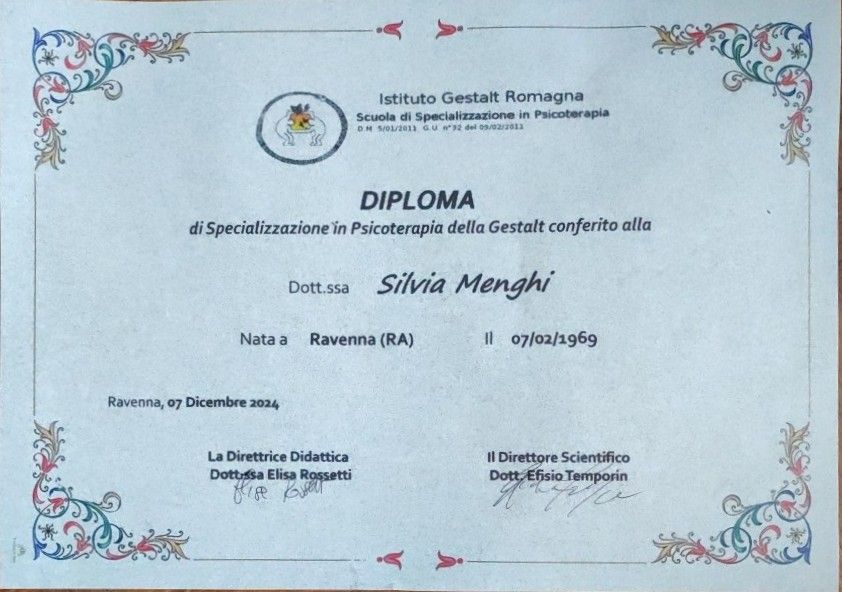 Istituto Gestalt Romagna
Scuola di Specializzazione in Psicoterapia
D.M. 5/01/2011 G.U. n°32 del 09/02/2011
DIPLOMA
di Specializzazione in Psicoterapia della Gestalt conferito alla
Dott.ssa Silvia Menghi
Nata a Ravenna (RA) Il 07/02/1969
Ravenna, 07 Dicembre 2024
La Direttrice Didattica
Dott.ssa Elisa Rossetti
Elisa Rossetti
Il Direttore Scientifico
Dott. Efisio Temporin